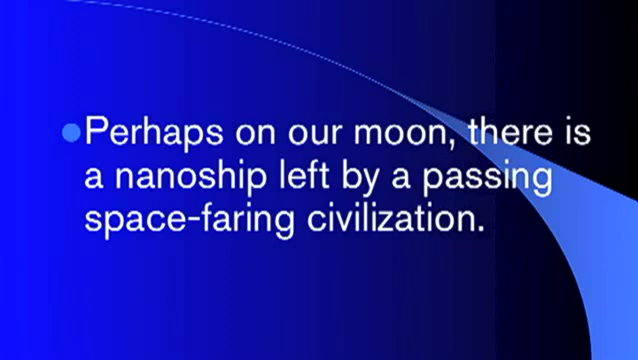 Perhaps on our moon, there is
a nanoship left by a passing
space-faring civilization.